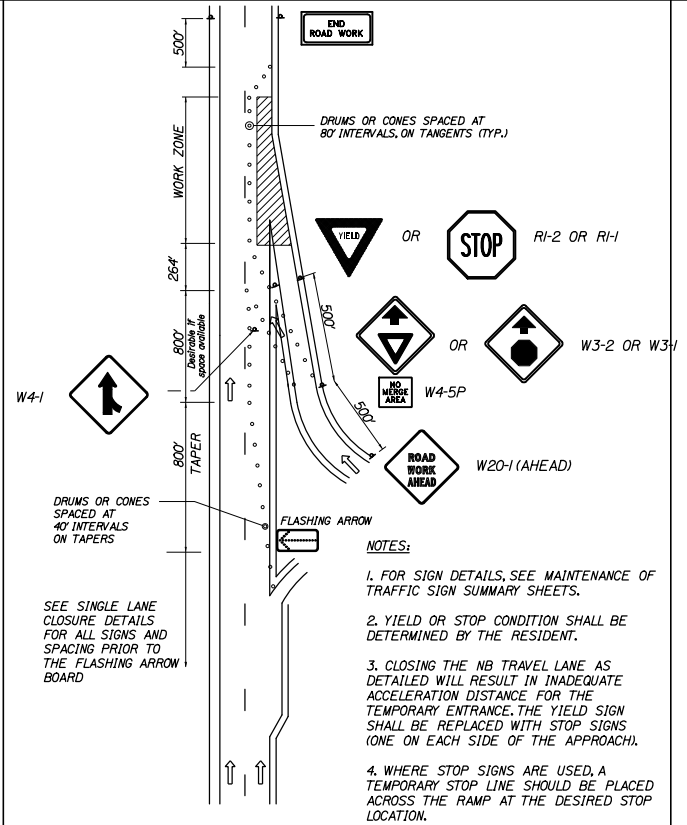 END
ROAD WORK
500'
DRUMS OR CONES SPACED AT
80' INTERVALS, ON TANGENTS (TYP.)
WORK ZONE
YIELD
OR
STOP
R1-2 OR R1-1
264'
500'
800'
Desirable if
space available
OR
W3-2 OR W3-1
NO
MERGE
AREA
W4-5P
W4-1
500'
800'
TAPER
ROAD
WORK
AHEAD
W20-1 (AHEAD)
DRUMS OR CONES
SPACED AT
40' INTERVALS
ON TAPERS
FLASHING ARROW
SEE SINGLE LANE
CLOSURE DETAILS
FOR ALL SIGNS AND
SPACING PRIOR TO
THE FLASHING ARROW
BOARD
NOTES:
1. FOR SIGN DETAILS, SEE MAINTENANCE OF
TRAFFIC SIGN SUMMARY SHEETS.
2. YIELD OR STOP CONDITION SHALL BE
DETERMINED BY THE RESIDENT.
3. CLOSING THE NB TRAVEL LANE AS
DETAILED WILL RESULT IN INADEQUATE
ACCELERATION DISTANCE FOR THE
TEMPORARY ENTRANCE. THE YIELD SIGN
SHALL BE REPLACED WITH STOP SIGNS
(ONE ON EACH SIDE OF THE APPROACH).
4. WHERE STOP SIGNS ARE USED, A
TEMPORARY STOP LINE SHOULD BE PLACED
ACROSS THE RAMP AT THE DESIRED STOP
LOCATION.